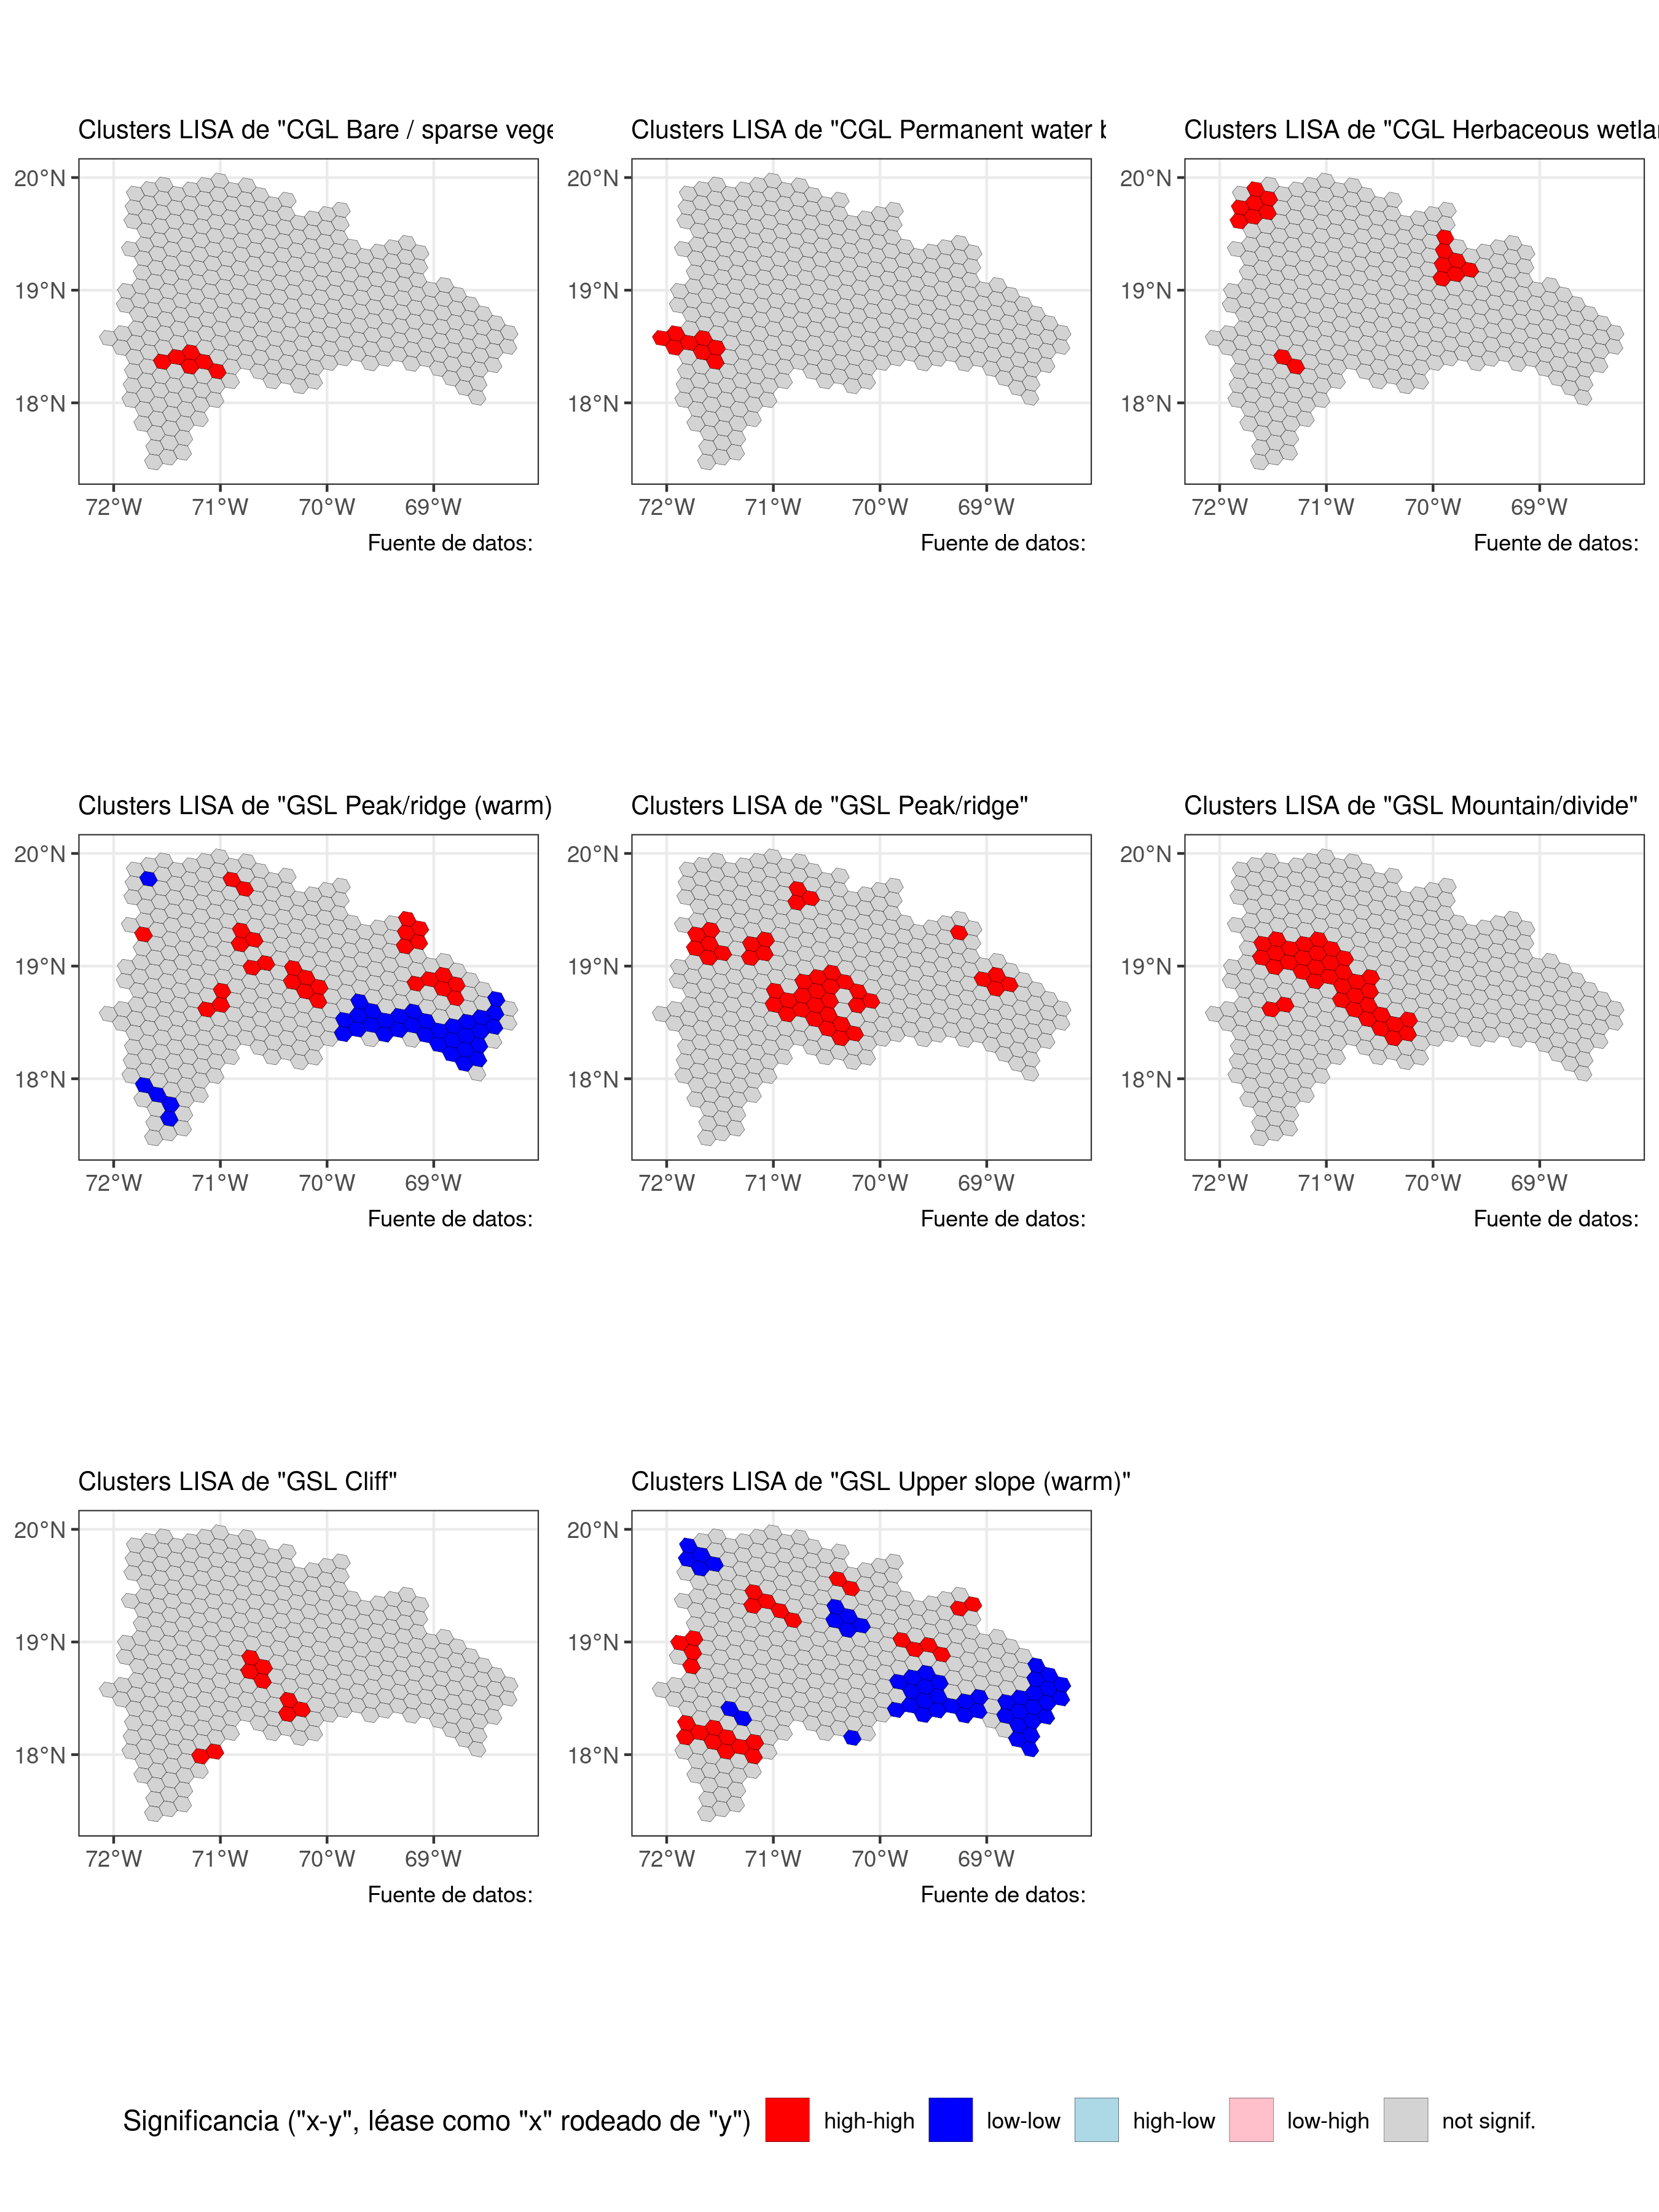 Clusters LISA de "CGL Bare / sparse vege
Clusters LISA de "CGL Permanent water b
Clusters LISA de "CGL Herbaceous wetlan
20°N
19°N
18°N
72°W 71°W 70°W 69°W
Fuente de datos:
20°N
19°N
18°N
72°W 71°W 70°W 69°W
Fuente de datos:
20°N
19°N
18°N
72°W 71°W 70°W 69°W
Fuente de datos:
Clusters LISA de "GSL Peak/ridge (warm)
Clusters LISA de "GSL Peak/ridge"
Clusters LISA de "GSL Mountain/divide"
20°N
19°N
18°N
72°W 71°W 70°W 69°W
Fuente de datos:
20°N
19°N
18°N
72°W 71°W 70°W 69°W
Fuente de datos:
20°N
19°N
18°N
72°W 71°W 70°W 69°W
Fuente de datos:
Clusters LISA de "GSL Cliff"
Clusters LISA de "GSL Upper slope (warm)"
20°N
19°N
18°N
72°W 71°W 70°W 69°W
Fuente de datos:
20°N
19°N
18°N
72°W 71°W 70°W 69°W
Fuente de datos:
Significancia ("x-y", léase como "x" rodeado de "y") high-high low-low high-low low-high not signif.